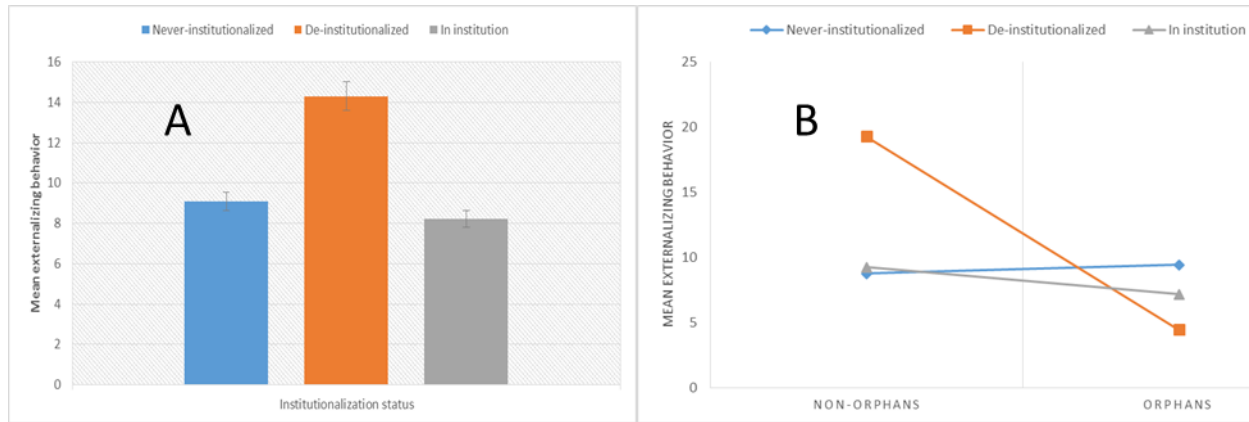 Never-institutionalized De-institutionalized In institution
A
Mean externalizing behavior
16
14
12
10
8
6
4
2
0
Institutionalization status
Never-institutionalized De-institutionalized In institution
B
MEAN EXTERNALIZING BEHAVIOR
25
20
15
10
5
0
NON-ORPHANS ORPHANS